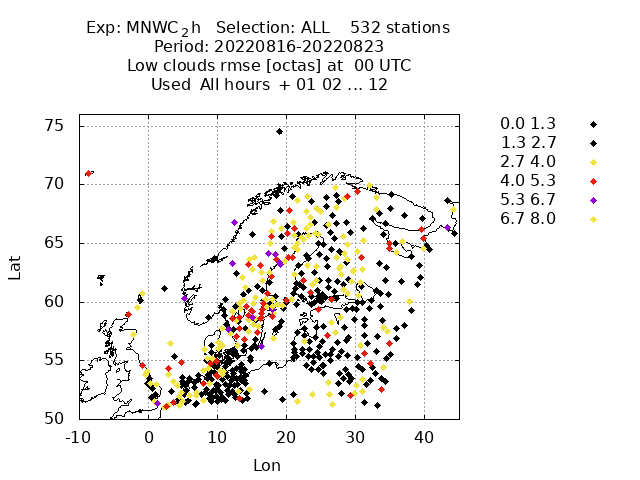 Exp: MNWC_2h   Selection: ALL    532 stations
Period: 20220816-20220823
Low clouds rmse [octas] at  00 UTC
Used  All hours  + 01 02 ... 12
75
70
65
60
55
50
-10 0 10 20 30 40
Lat
Lon
0.0 1.3
1.3 2.7
2.7 4.0
4.0 5.3
5.3 6.7
6.7 8.0